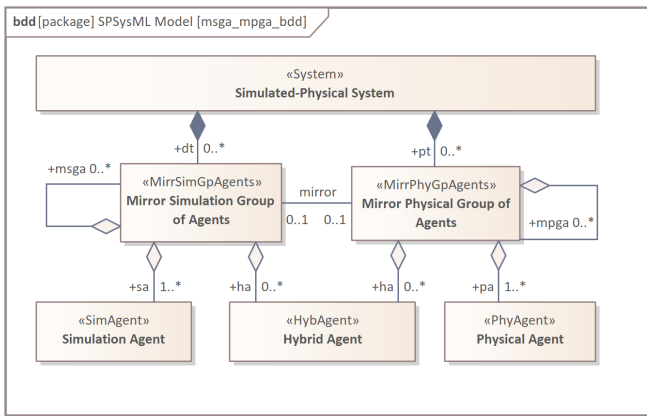 bdd [package] SPSysML Model [msga_mpga_bdd]
«System»
Simulated-Physical System
+dt 0..*
+pt 0..*
+msga 0..*
«MirrSimGpAgents»
Mirror Simulation Group
of Agents
mirror
0..1 0..1
«MirrPhyGpAgents»
Mirror Physical Group of
Agents
+mpga 0..*
+sa 1..*
+ha 0..*
+ha 0..*
+pa 1..*
«SimAgent»
Simulation Agent
«HybAgent»
Hybrid Agent
«PhyAgent»
Physical Agent